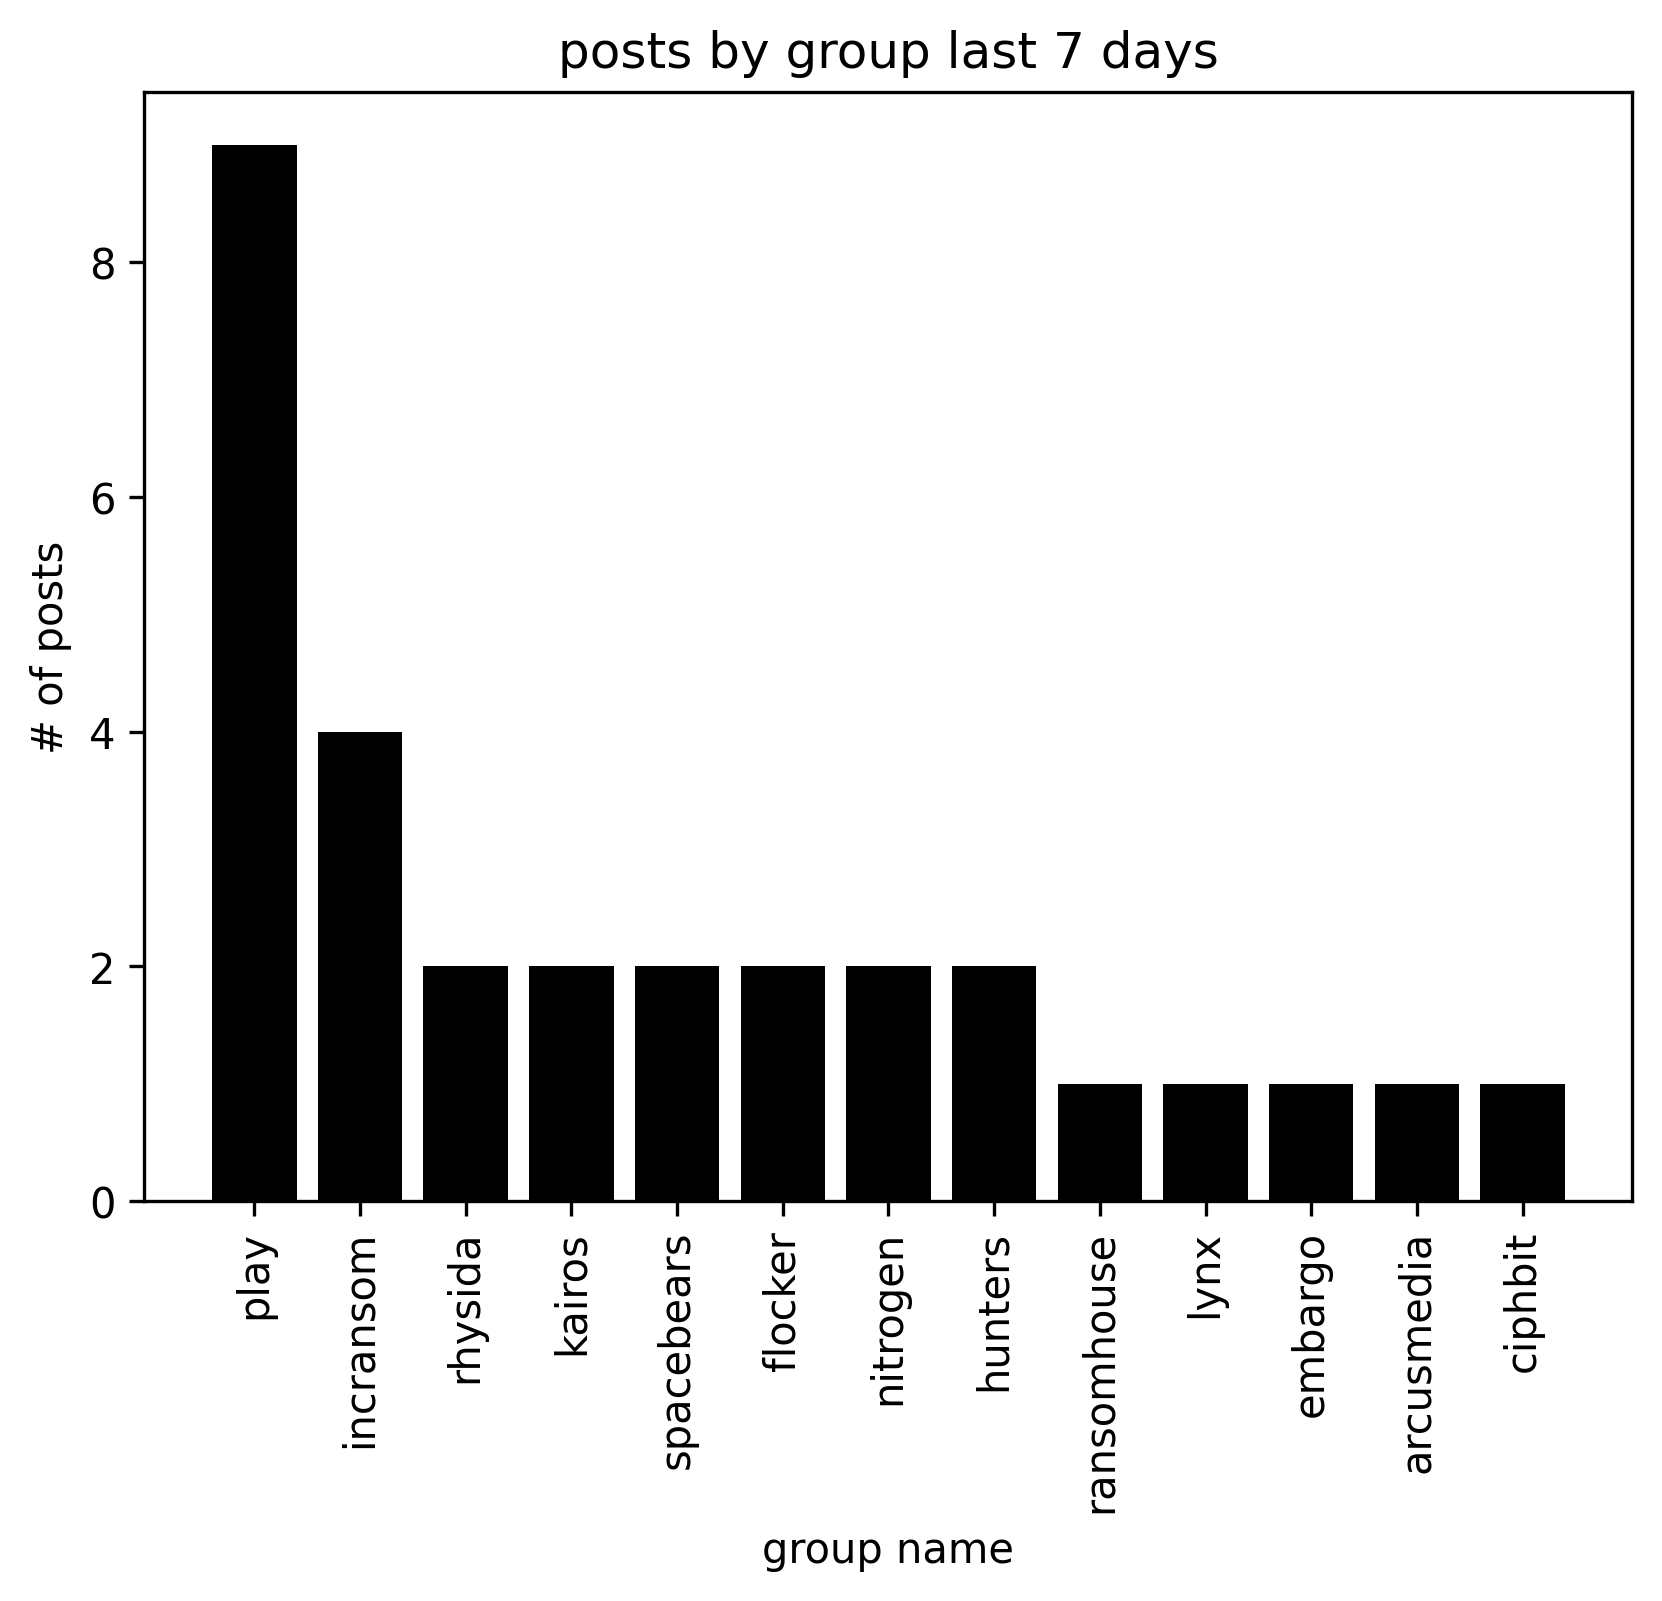 posts by group last 7 days
# of posts
8
6
4
2
0
play
incransom
rhysida
kairos
spacebears
flocker
nitrogen
hunters
ransomhouse
lynx
embargo
arcusmedia
ciphbit
group name